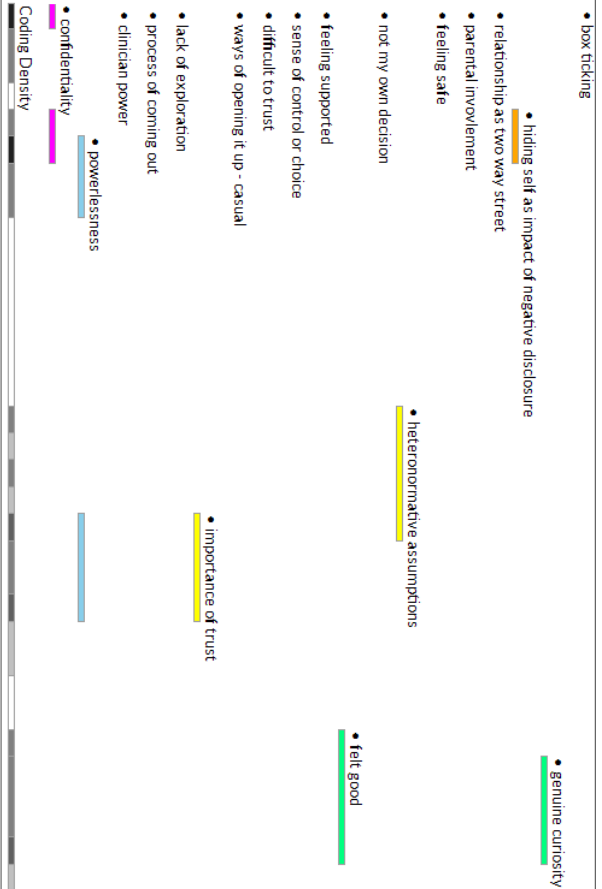 • box ticking
• genuine curiosity
• hiding self as impact of negative disclosure
• relationship as two way street
• parental invovlement
• feeling safe
• heteronormative assumptions
• not my own decision
• felt good
• feeling supported
• sense of control or choice
• difficult to trust
• ways of opening it up - casual
• importance of trust
• lack of exploration
• process of coming out
• clinician power
• powerlessness
• confidentiality
Coding Density